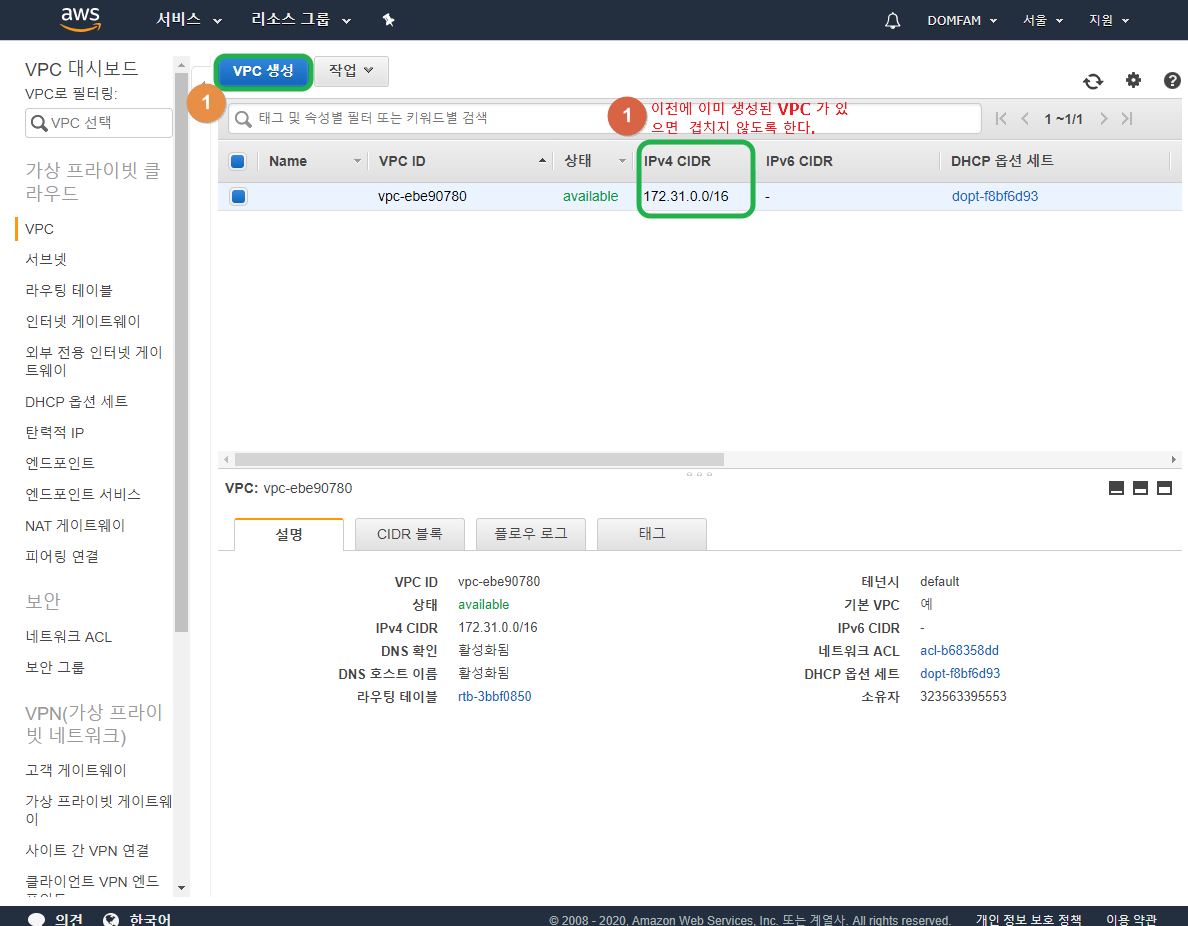 aws 서비스 리소스 그룹 DOMFAM 서울 지원
VPC 대시보드
VPC로 필터링:
VPC 선택
가상 프라이빗 클
라우드
VPC
서브넷
라우팅 테이블
인터넷 게이트웨이
외부 전용 인터넷 게이
트웨이
DHCP 옵션 세트
탄력적 IP
엔드포인트
엔드포인트 서비스
NAT 게이트웨이
피어링 연결
보안
네트워크 ACL
보안 그룹
VPN(가상 프라이
빗 네트워크)
고객 게이트웨이
가상 프라이빗 게이트웨
이
사이트 간 VPN 연결
클라이언트 VPN 엔드
VPC 생성 작업
1
태그 및 속성별 필터 또는 키워드별 검색
1
이전에 이미 생성된 VPC 가 있
으면 겹치지 않도록 한다.
1 ~1/1
Name VPC ID 상태 IPv4 CIDR IPv6 CIDR DHCP 옵션 세트
vpc-ebe90780 available 172.31.0.0/16 - dopt-f8bf6d93
VPC: vpc-ebe90780
설명 CIDR 블록 플로우 로그 태그
VPC ID vpc-ebe90780 테넌시 default
상태 available 기본 VPC 예
IPv4 CIDR 172.31.0.0/16 IPv6 CIDR -
DNS 확인 활성화됨 네트워크 ACL acl-b68358dd
DNS 호스트 이름 활성화됨 DHCP 옵션 세트 dopt-f8bf6d93
라우팅 테이블 rtb-3bbf0850 소유자 323563395553
의견 한국어 © 2008 - 2020, Amazon Web Services, Inc. 또는 계열사. All rights reserved. 개인 정보 보호 정책 이용 약관